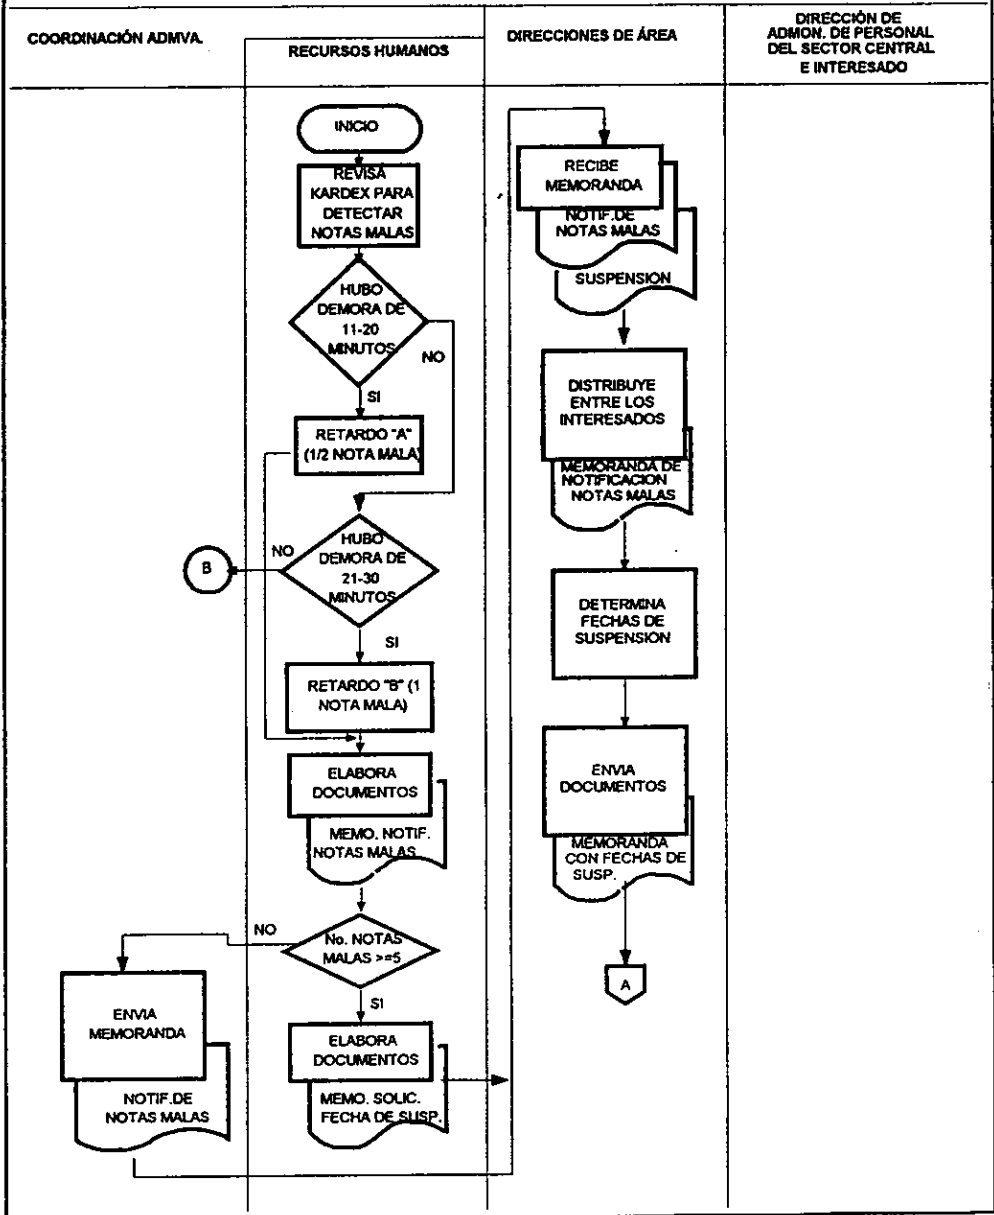 COORDINACIÓN ADMVA.
RECURSOS HUMANOS
DIRECCIONES DE ÁREA
DIRECCIÓN DE
ADMON. DE PERSONAL
DEL SECTOR CENTRAL
E INTERESADO
INICIO
REVISA
KARDEX PARA
DETECTAR
NOTAS MALAS
HUBO
DEMORA DE
11-20
MINUTOS
NO
SI
RETARDO "A"
(1/2 NOTA MALA)
HUBO
DEMORA DE
21-30
MINUTOS
NO
B
SI
RETARDO "B" (1
NOTA MALA)
ELABORA
DOCUMENTOS
MEMO. NOTIF.
NOTAS MALAS
No. NOTAS
MALAS >=5
NO
SI
ENVIA
MEMORANDA
NOTIF.DE
NOTAS MALAS
ELABORA
DOCUMENTOS
MEMO. SOLIC.
FECHA DE SUSP.
RECIBE
MEMORANDA
NOTIF.DE
NOTAS MALAS
SUSPENSION
DISTRIBUYE
ENTRE LOS
INTERESADOS
MEMORANDA DE
NOTIFICACION
NOTAS MALAS
DETERMINA
FECHAS DE
SUSPENSION
ENVIA
DOCUMENTOS
MEMORANDA
CON FECHAS DE
SUSP.
A